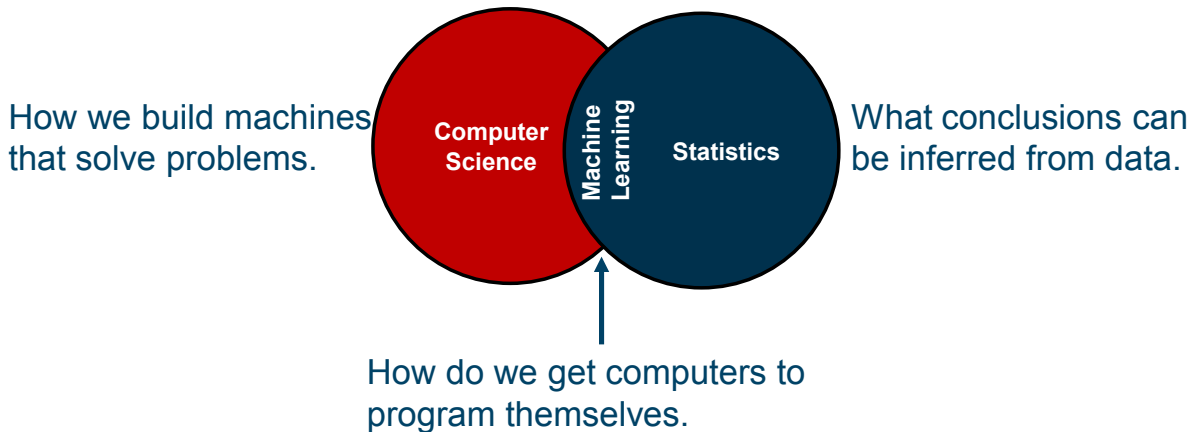 How we build machines
that solve problems.
Computer
Science
Machine
Learning
Statistics
What conclusions can
be inferred from data.
How do we get computers to
program themselves.